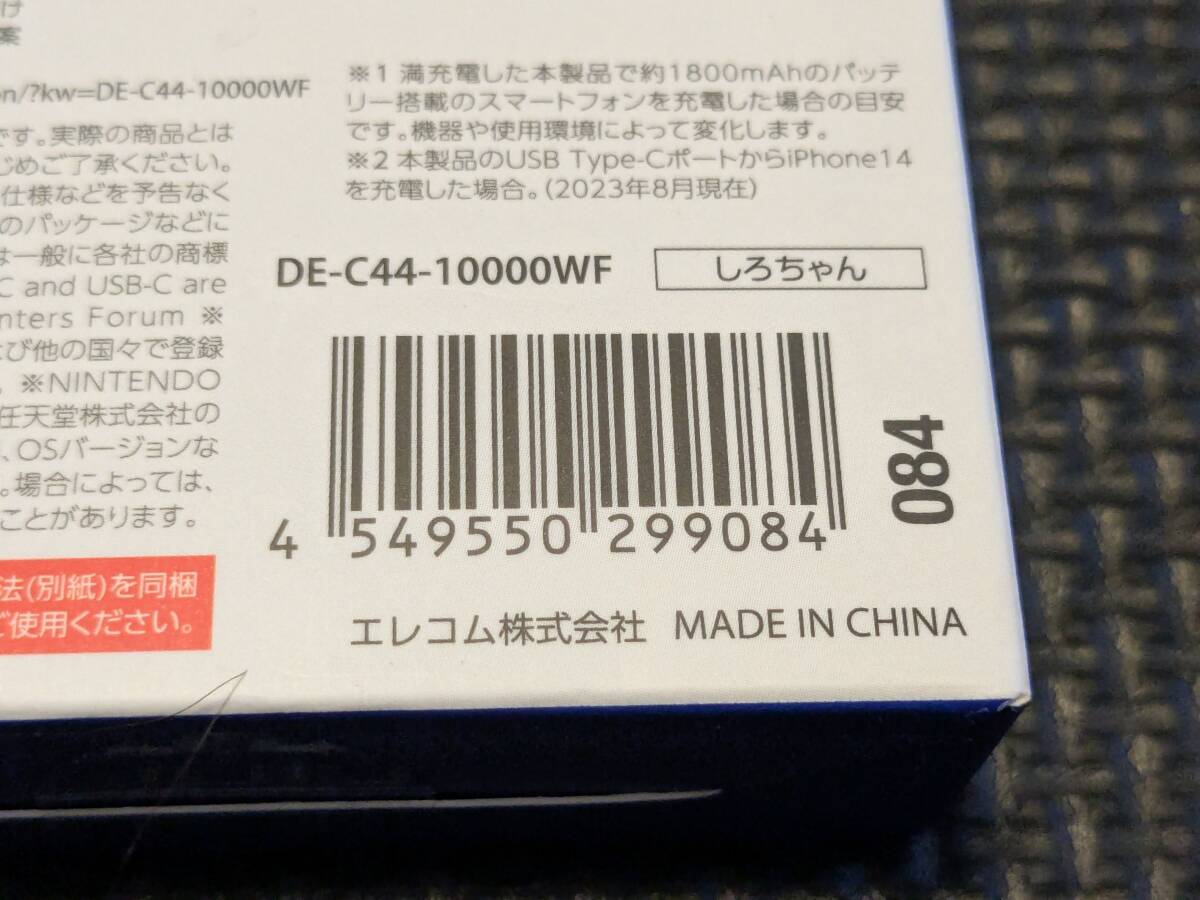 け
案
on/?kw=DE-C44-10000WF
です。実際の商品とは
じめご了承ください。
仕様などを予告なく
のパッケージなどに
は一般に各社の商標
C and USB-C are
nters Forum ※
よび他の国々で登録
。※NINTENDO
任天堂株式会社の
、OSバージョンな
。場合によっては、
ことがあります。
法(別紙)を同梱
ご使用ください。
※1 満充電した本製品で約1800mAhのバッテ
リー搭載のスマートフォンを充電した場合の目安
です。機器や使用環境によって変化します。
※2 本製品のUSB Type-CポートからiPhone14
を充電した場合。(2023年8月現在)
DE-C44-10000WF しろちゃん
4 549550 299084
084
エレコム株式会社 MADE IN CHINA